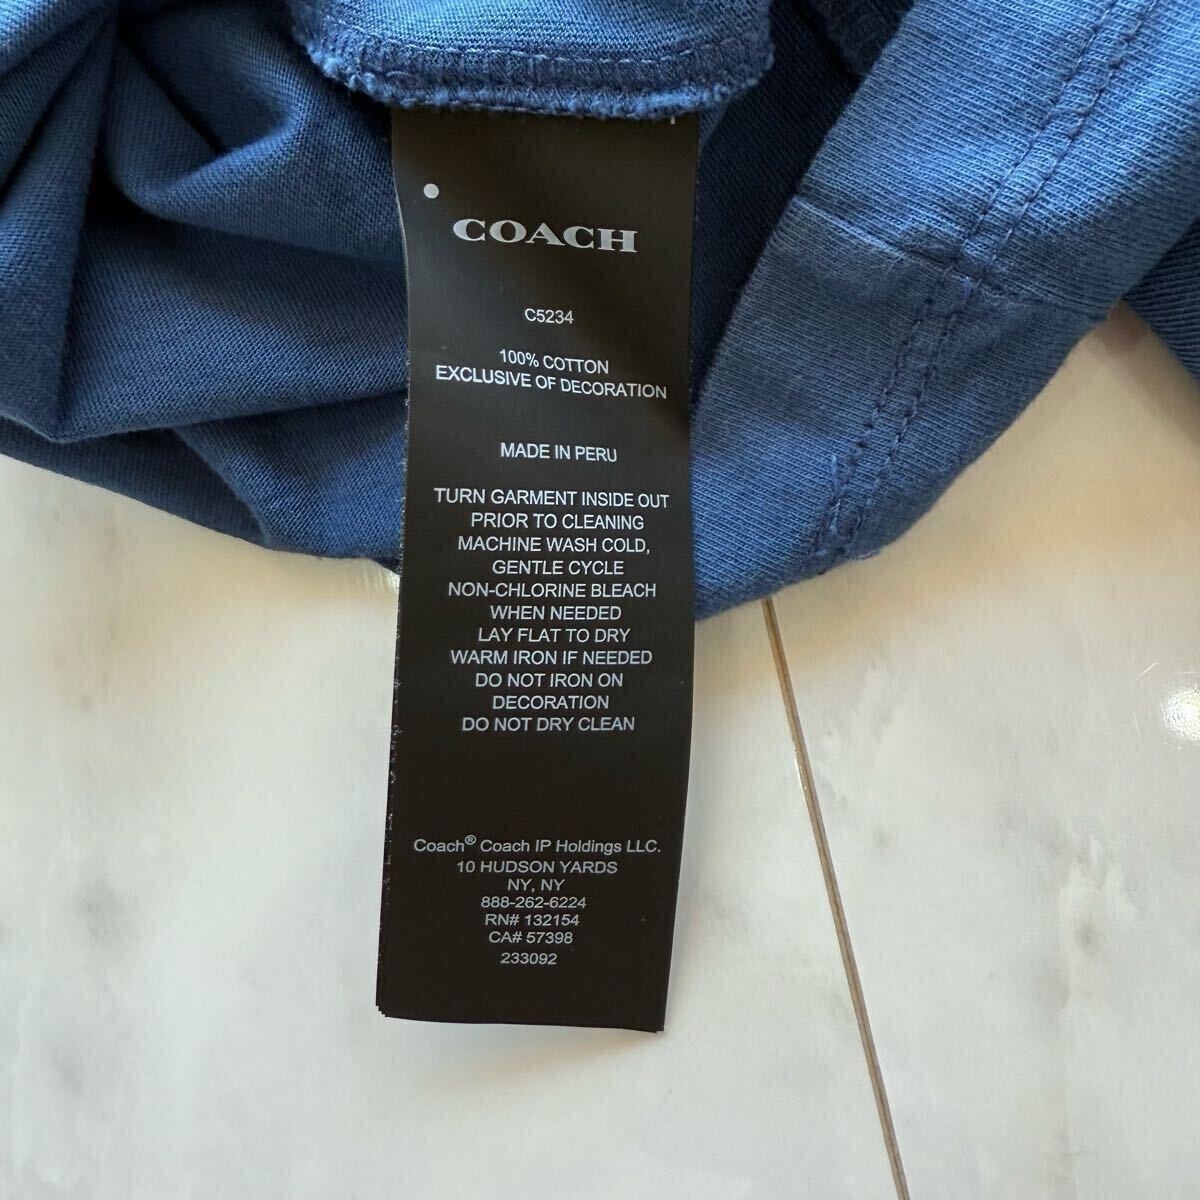 COACH
C5234
100% COTTON
EXCLUSIVE OF DECORATION
MADE IN PERU
TURN GARMENT INSIDE OUT
PRIOR TO CLEANING
MACHINE WASH COLD,
GENTLE CYCLE
NON-CHLORINE BLEACH
WHEN NEEDED
LAY FLAT TO DRY
WARM IRON IF NEEDED
DO NOT IRON ON
DECORATION
DO NOT DRY CLEAN
Coach® Coach IP Holdings LLC.
10 HUDSON YARDS
NY, NY
888-262-6224
RN# 132154
CA# 57398
233092